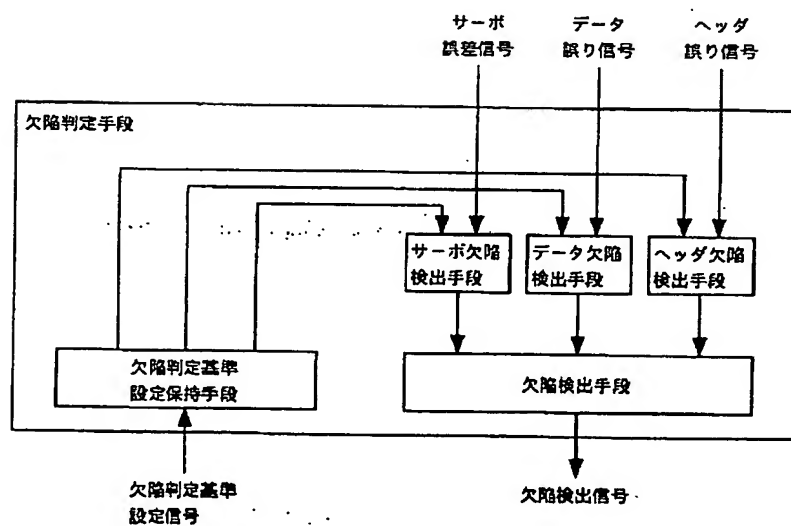 サーボ
誤差信号
データ
誤り信号
ヘッダ
誤り信号
欠陥判定手段
サーボ欠陥
検出手段
データ欠陥
検出手段
ヘッダ欠陥
検出手段
欠陥判定基準
設定保持手段
欠陥検出手段
欠陥判定基準
設定信号
欠陥検出信号